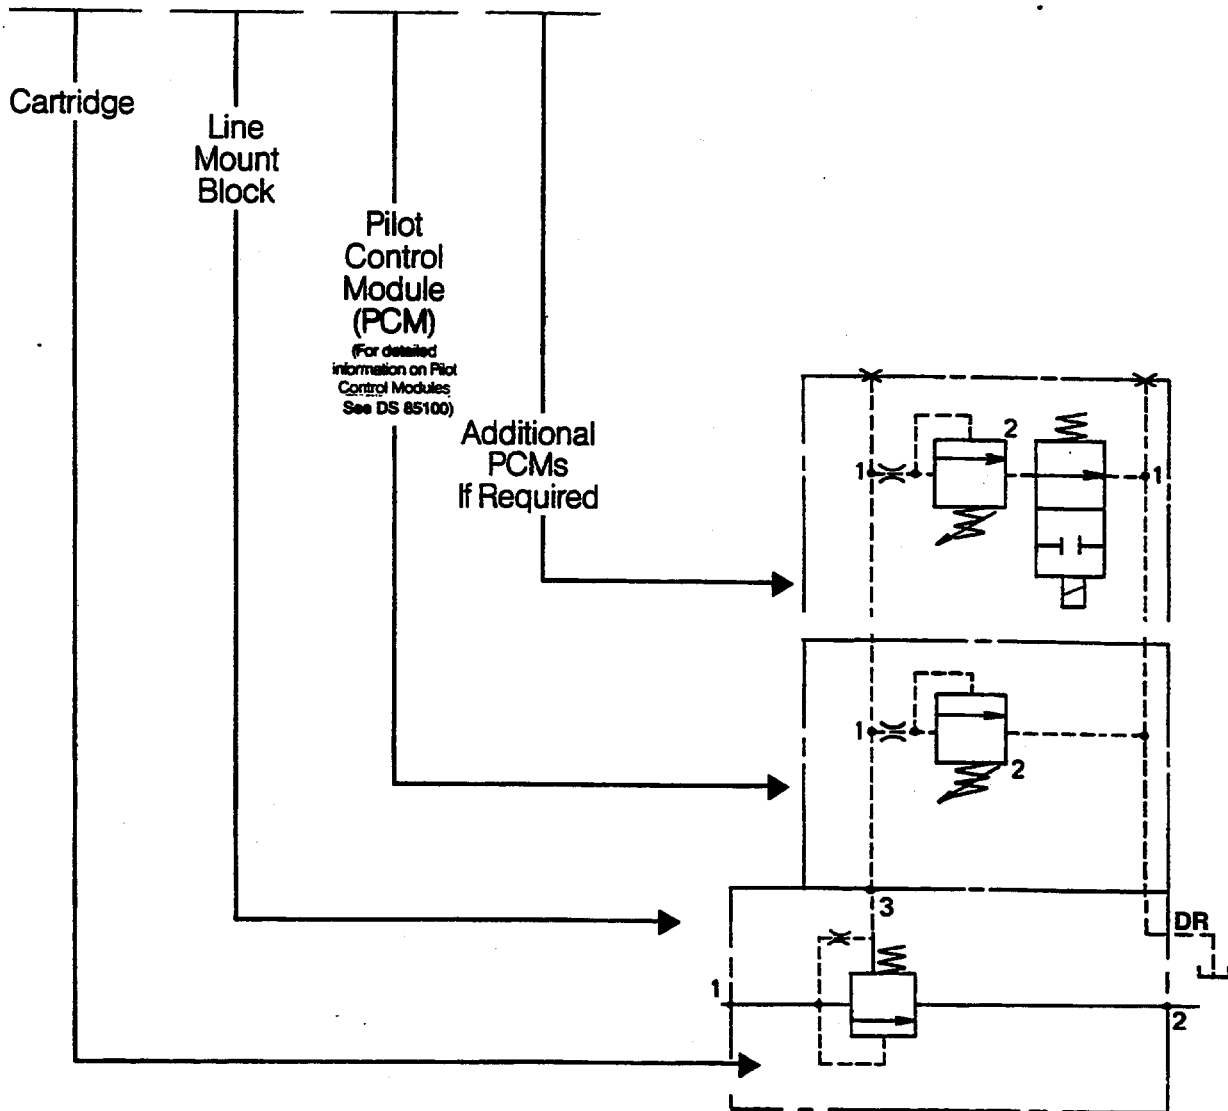 Cartridge
Line
Mount
Block
Pilot
Control
Module
(PCM)
(For detailed
information on Pilot
Control Modules
See DS 85100)
Additional
PCMs
If Required
2
1
1
1
2
3
DR
1
2